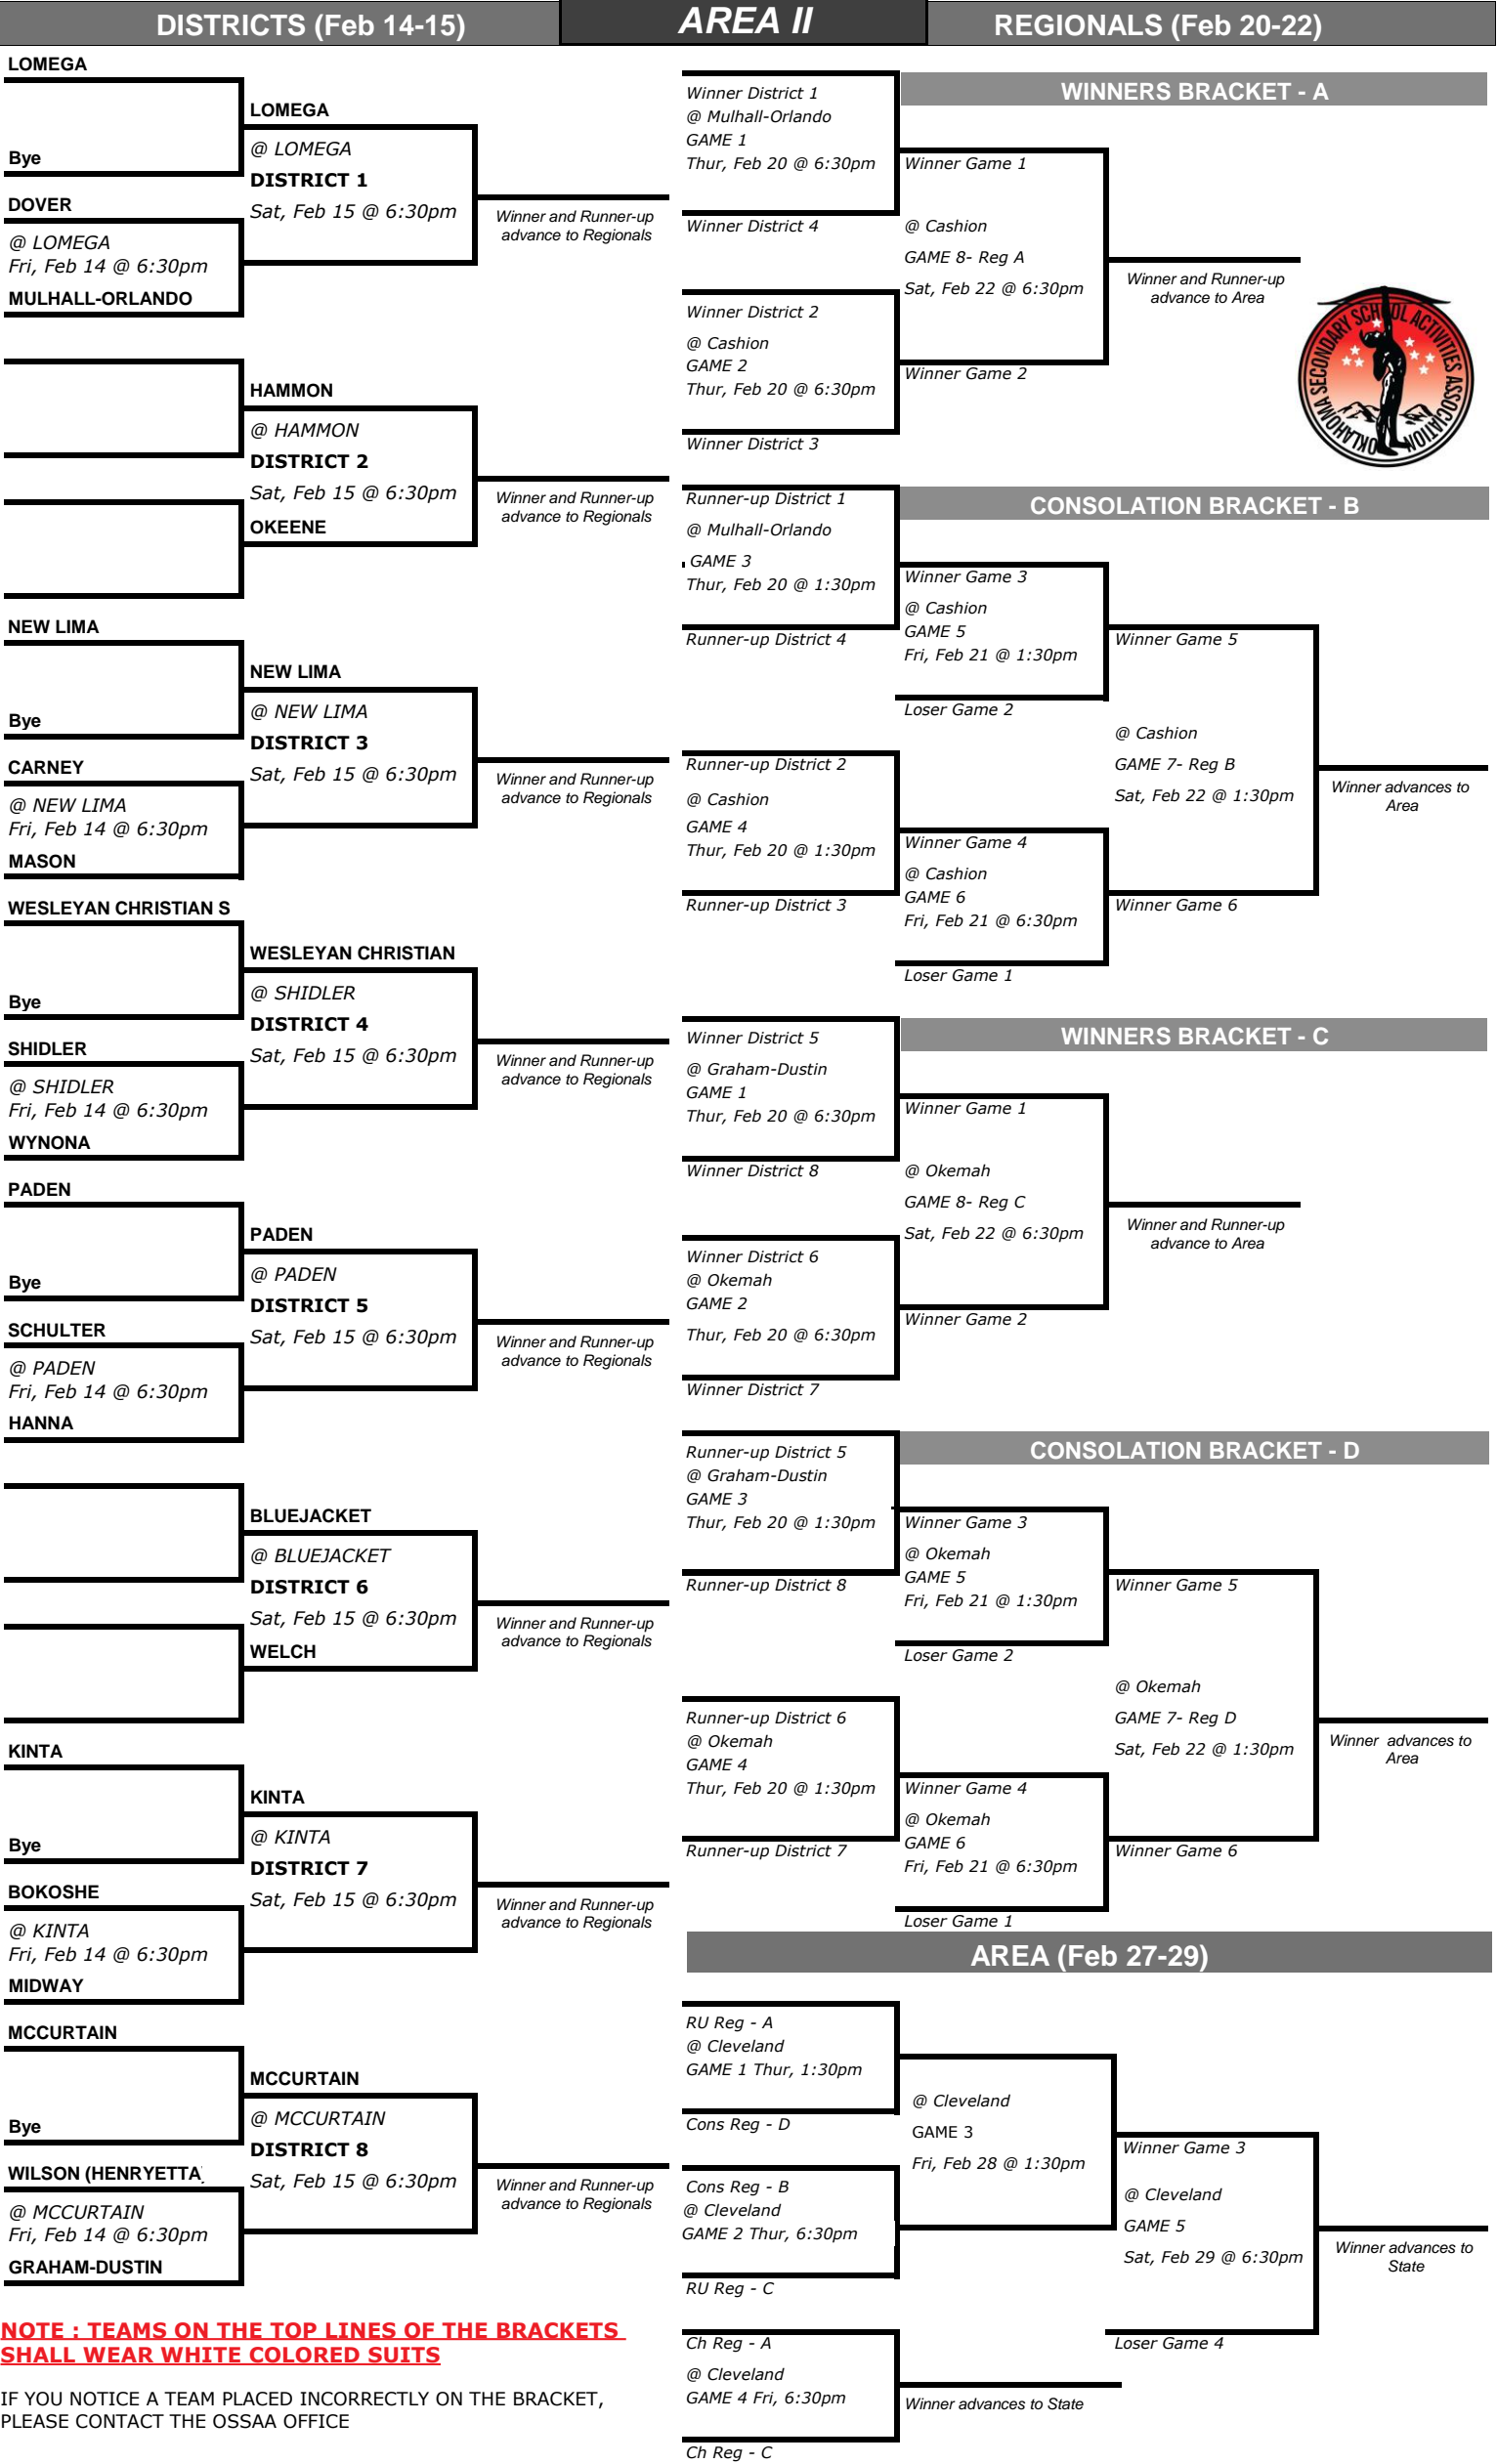 DISTRICTS (Feb 14-15)
AREA II
REGIONALS (Feb 20-22)
LOMEGA
Bye
DOVER
@ LOMEGA
Fri, Feb 14 @ 6:30pm
MULHALL-ORLANDO
LOMEGA
@ LOMEGA
DISTRICT 1
Sat, Feb 15 @ 6:30pm
Winner and Runner-up
advance to Regionals
HAMMON
@ HAMMON
DISTRICT 2
Sat, Feb 15 @ 6:30pm
OKEENE
Winner and Runner-up
advance to Regionals
NEW LIMA
Bye
CARNEY
@ NEW LIMA
Fri, Feb 14 @ 6:30pm
MASON
NEW LIMA
@ NEW LIMA
DISTRICT 3
Sat, Feb 15 @ 6:30pm
Winner and Runner-up
advance to Regionals
WESLEYAN CHRISTIAN S
Bye
SHIDLER
@ SHIDLER
Fri, Feb 14 @ 6:30pm
WYNONA
WESLEYAN CHRISTIAN
@ SHIDLER
DISTRICT 4
Sat, Feb 15 @ 6:30pm
Winner and Runner-up
advance to Regionals
PADEN
Bye
SCHULTER
@ PADEN
Fri, Feb 14 @ 6:30pm
HANNA
PADEN
@ PADEN
DISTRICT 5
Sat, Feb 15 @ 6:30pm
Winner and Runner-up
advance to Regionals
BLUEJACKET
@ BLUEJACKET
DISTRICT 6
Sat, Feb 15 @ 6:30pm
WELCH
Winner and Runner-up
advance to Regionals
KINTA
Bye
BOKOSHE
@ KINTA
Fri, Feb 14 @ 6:30pm
MIDWAY
KINTA
@ KINTA
DISTRICT 7
Sat, Feb 15 @ 6:30pm
Winner and Runner-up
advance to Regionals
MCCURTAIN
Bye
WILSON (HENRYETTA)
@ MCCURTAIN
Fri, Feb 14 @ 6:30pm
GRAHAM-DUSTIN
MCCURTAIN
@ MCCURTAIN
DISTRICT 8
Sat, Feb 15 @ 6:30pm
Winner and Runner-up
advance to Regionals
NOTE : TEAMS ON THE TOP LINES OF THE BRACKETS
SHALL WEAR WHITE COLORED SUITS
IF YOU NOTICE A TEAM PLACED INCORRECTLY ON THE BRACKET,
PLEASE CONTACT THE OSSAA OFFICE
WINNERS BRACKET - A
Winner District 1
@ Mulhall-Orlando
GAME 1
Thur, Feb 20 @ 6:30pm
Winner District 4
Winner District 2
@ Cashion
GAME 2
Thur, Feb 20 @ 6:30pm
Winner District 3
Winner Game 1
@ Cashion
GAME 8- Reg A
Sat, Feb 22 @ 6:30pm
Winner Game 2
Winner and Runner-up
advance to Area
OKLAHOMA SECONDARY SCHOOL ACTIVITIES ASSOCIATION
CONSOLATION BRACKET - B
Runner-up District 1
@ Mulhall-Orlando
GAME 3
Thur, Feb 20 @ 1:30pm
Runner-up District 4
Runner-up District 2
@ Cashion
GAME 4
Thur, Feb 20 @ 1:30pm
Runner-up District 3
Winner Game 3
@ Cashion
GAME 5
Fri, Feb 21 @ 1:30pm
Loser Game 2
Winner Game 4
@ Cashion
GAME 6
Fri, Feb 21 @ 6:30pm
Loser Game 1
Winner Game 5
@ Cashion
GAME 7- Reg B
Sat, Feb 22 @ 1:30pm
Winner Game 6
Winner advances to
Area
WINNERS BRACKET - C
Winner District 5
@ Graham-Dustin
GAME 1
Thur, Feb 20 @ 6:30pm
Winner District 8
Winner District 6
@ Okemah
GAME 2
Thur, Feb 20 @ 6:30pm
Winner District 7
Winner Game 1
@ Okemah
GAME 8- Reg C
Sat, Feb 22 @ 6:30pm
Winner Game 2
Winner and Runner-up
advance to Area
CONSOLATION BRACKET - D
Runner-up District 5
@ Graham-Dustin
GAME 3
Thur, Feb 20 @ 1:30pm
Runner-up District 8
Runner-up District 6
@ Okemah
GAME 4
Thur, Feb 20 @ 1:30pm
Runner-up District 7
Winner Game 3
@ Okemah
GAME 5
Fri, Feb 21 @ 1:30pm
Loser Game 2
Winner Game 4
@ Okemah
GAME 6
Fri, Feb 21 @ 6:30pm
Loser Game 1
Winner Game 5
@ Okemah
GAME 7- Reg D
Sat, Feb 22 @ 1:30pm
Winner Game 6
Winner advances to
Area
AREA (Feb 27-29)
RU Reg - A
@ Cleveland
GAME 1 Thur, 1:30pm
Cons Reg - D
Cons Reg - B
@ Cleveland
GAME 2 Thur, 6:30pm
RU Reg - C
Ch Reg - A
@ Cleveland
GAME 4 Fri, 6:30pm
Ch Reg - C
@ Cleveland
GAME 3
Fri, Feb 28 @ 1:30pm
Winner Game 3
@ Cleveland
GAME 5
Sat, Feb 29 @ 6:30pm
Loser Game 4
Winner advances to
State
Winner advances to State